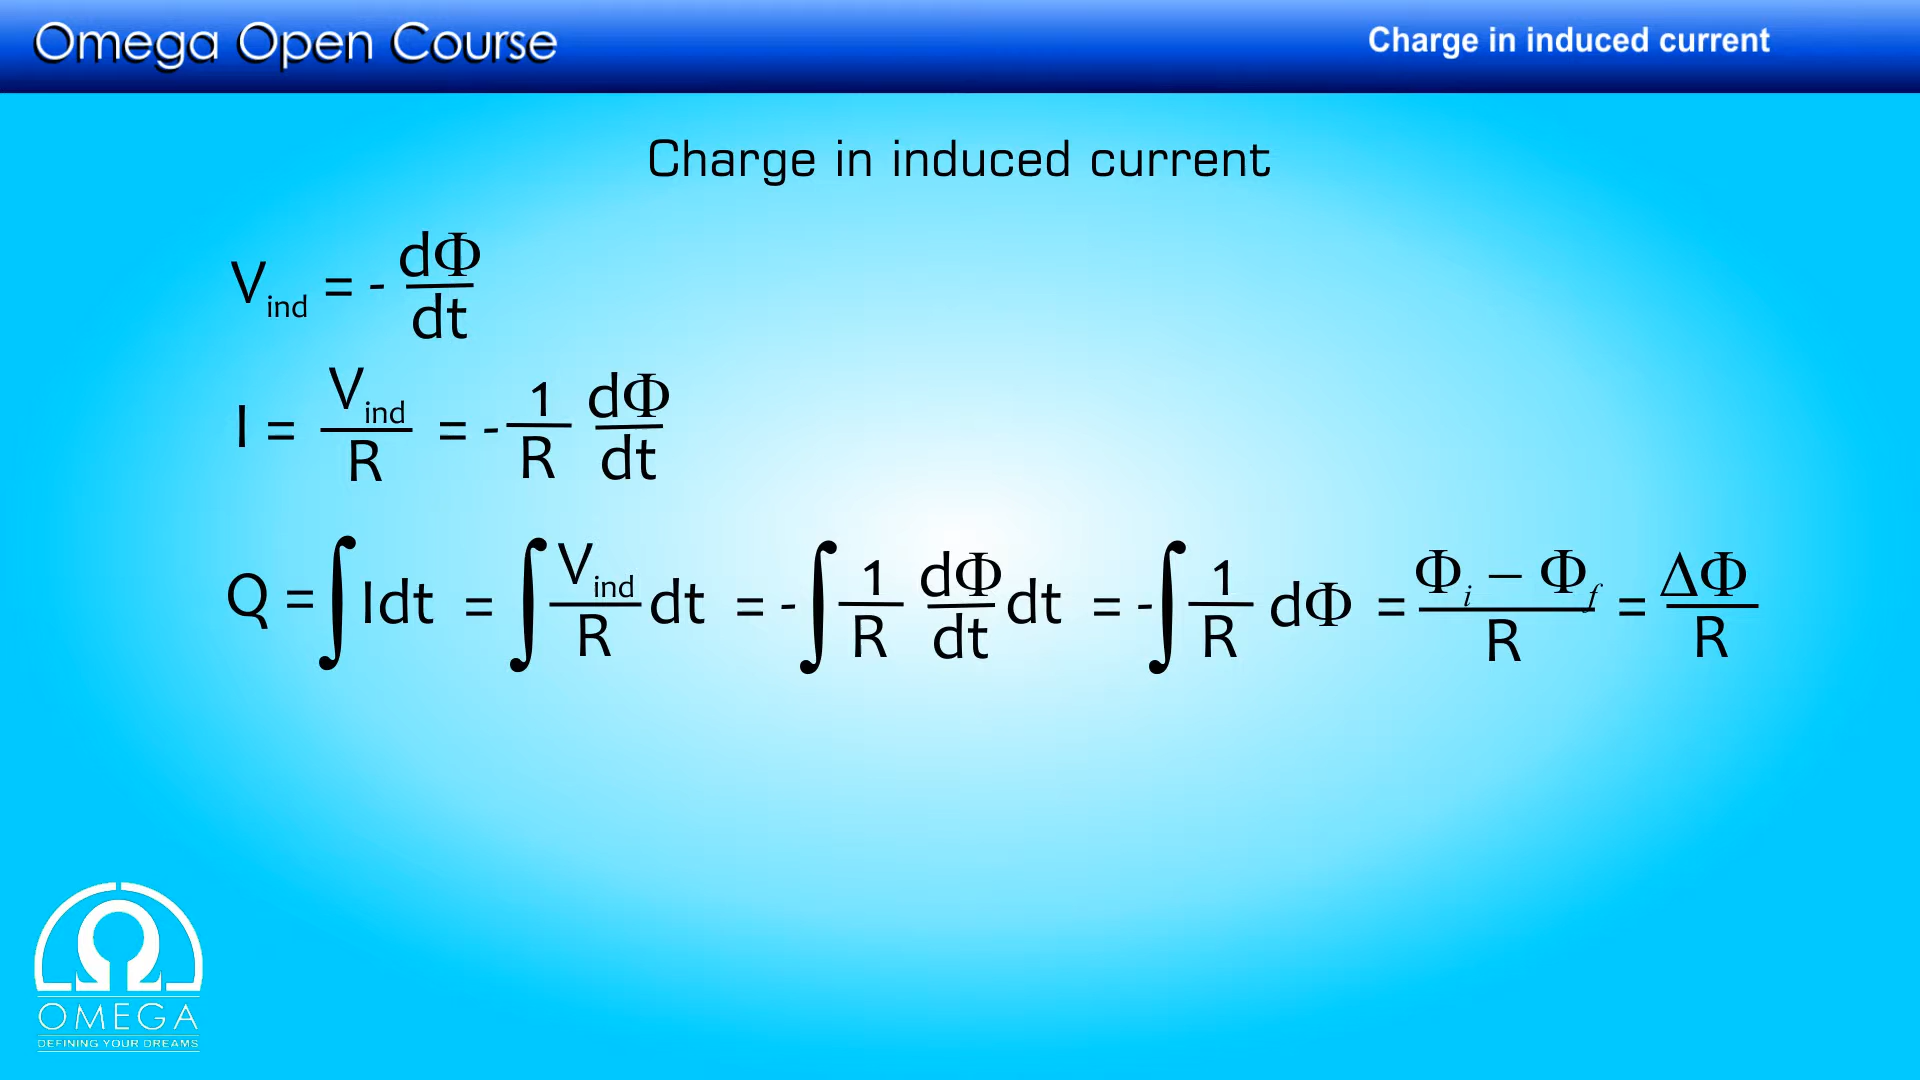 Omega Open Course
Charge in induced current
Charge in induced current
V_ind = - dΦ/dt
I = V_ind/R = - 1/R dΦ/dt
Q = ∫Idt = ∫V_ind/R dt = -∫1/R dΦ/dt dt = -∫1/R dΦ = Φ_i – Φ_f/R = ΔΦ/R
OMEGA
DEFINING YOUR DREAMS